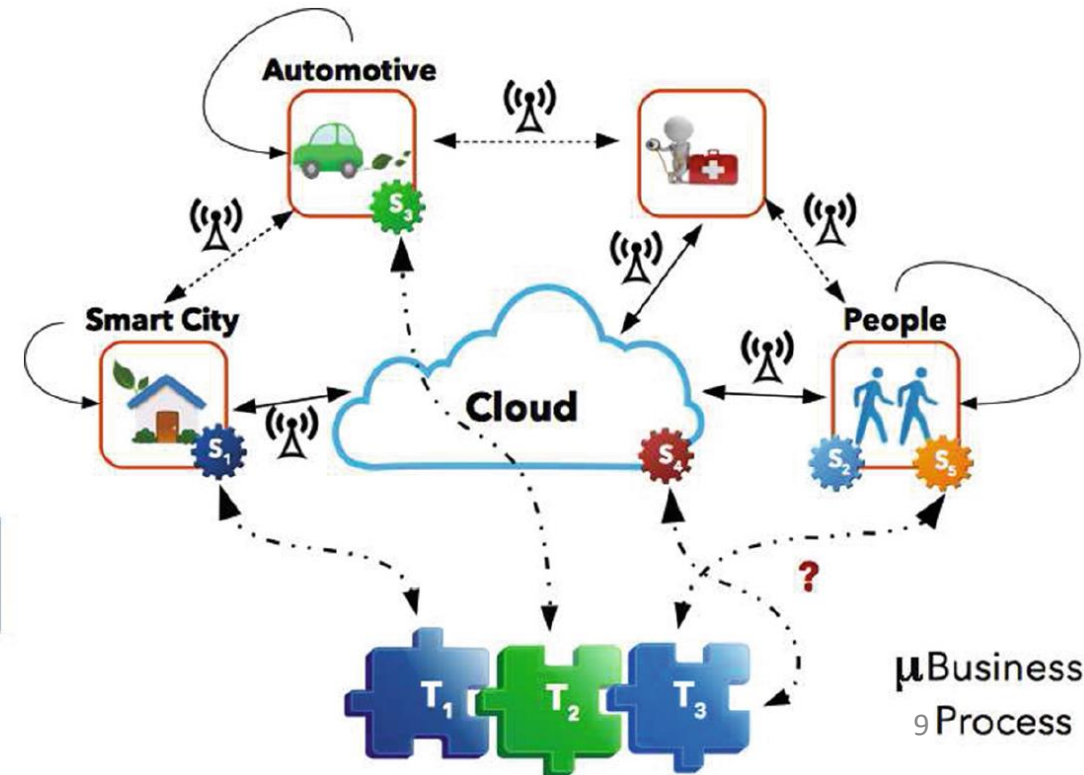 Automotive
S3
Smart City
People
Cloud
S1
S4
S2
S5
?
T1
T2
T3
μBusiness
9 Process